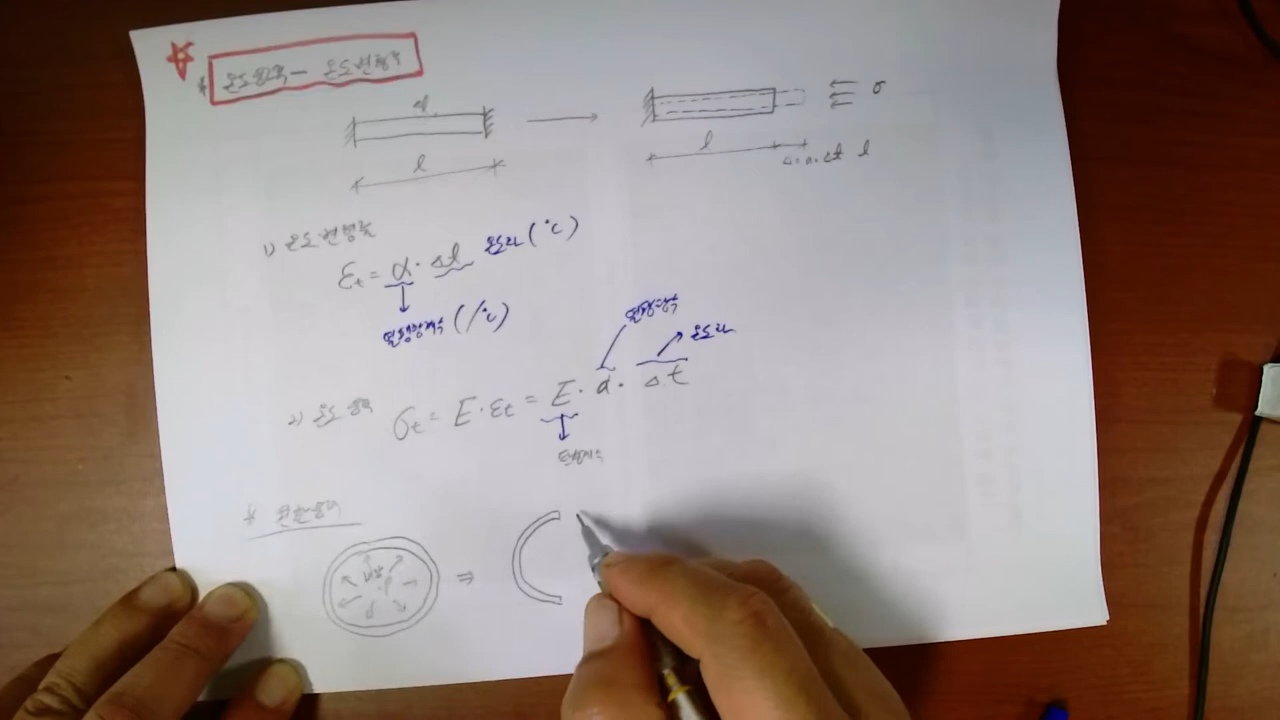 온도응력 - 온도변형률
l
σ
l
l
1) 온도변형률
εt = α · Δt 온도차 (°C)
열팽창계수 (/°C)
열팽창계수
온도차
2) 온도응력 σt = E · εt = E · α · Δt
탄성계수
* 원환응력
내압
P
⇒